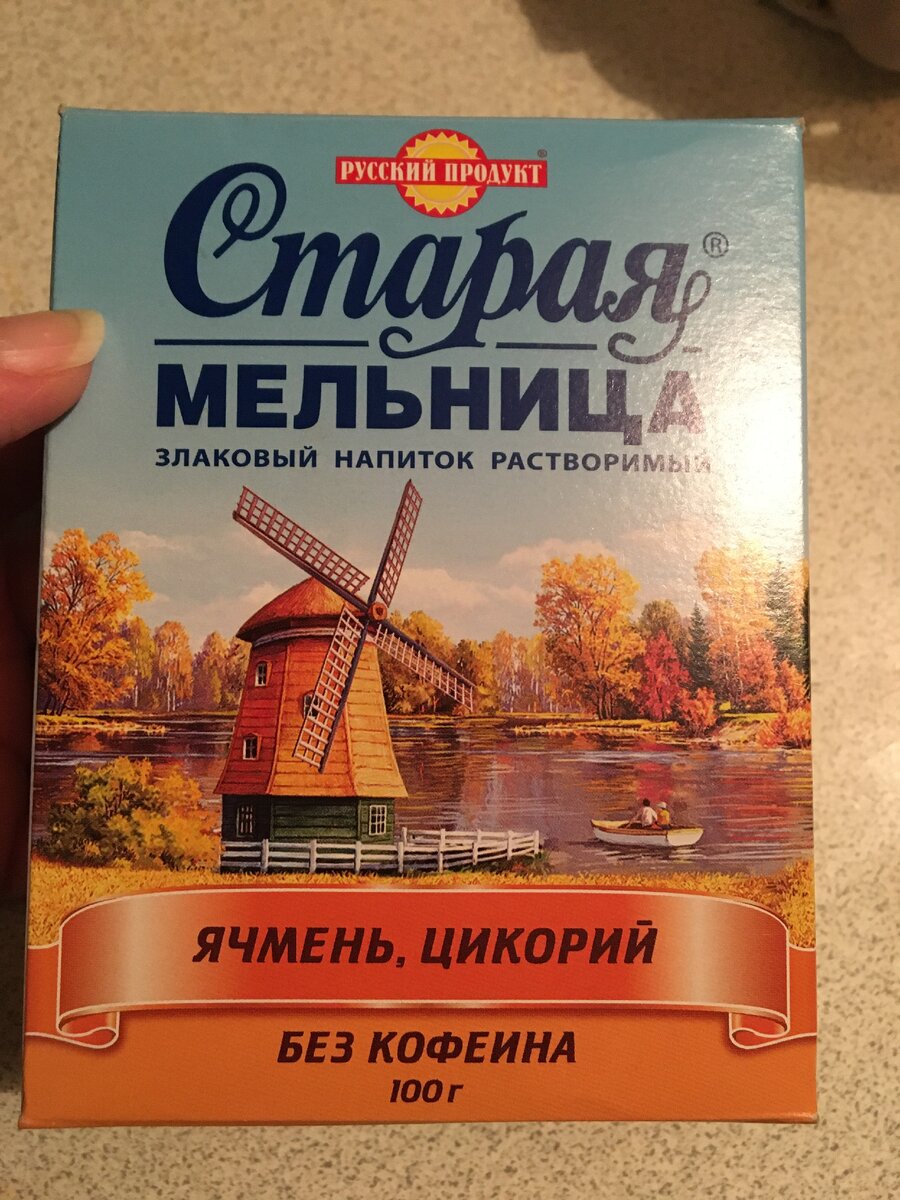 РУССКИЙ ПРОДУКТ®
Старая®
МЕЛЬНИЦА
ЗЛАКОВЫЙ НАПИТОК РАСТВОРИМЫЙ
ЯЧМЕНЬ, ЦИКОРИЙ
БЕЗ КОФЕИНА
100 г